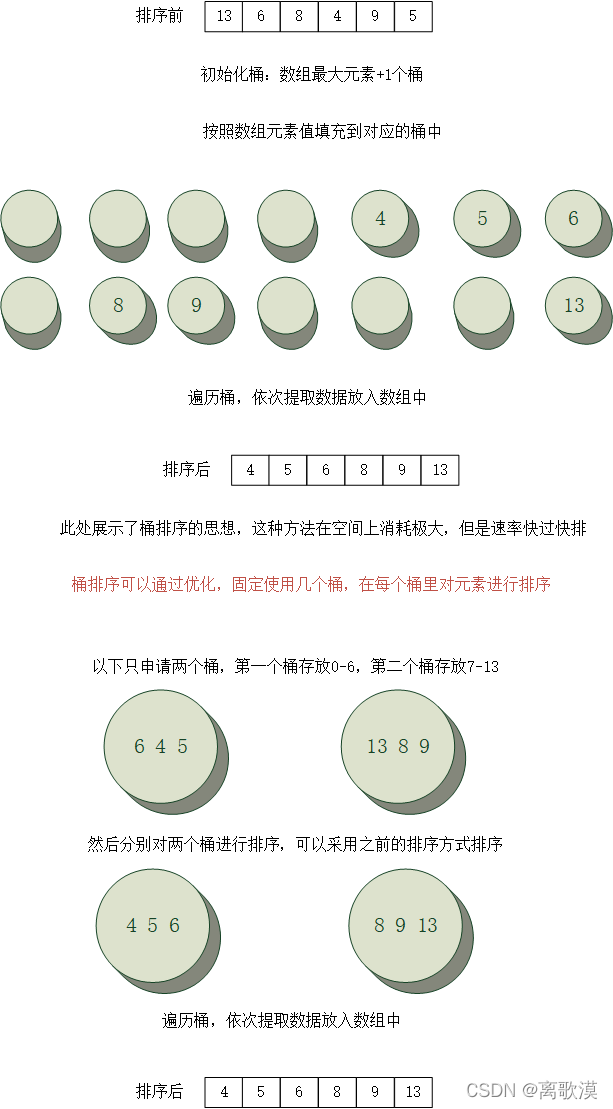 排序前 13 6 8 4 9 5
初始化桶：数组最大元素+1个桶
按照数组元素值填充到对应的桶中
4 5 6
8 9 13
遍历桶，依次提取数据放入数组中
排序后 4 5 6 8 9 13
此处展示了桶排序的思想，这种方法在空间上消耗极大，但是速率快过快排
桶排序可以通过优化，固定使用几个桶，在每个桶里对元素进行排序
以下只申请两个桶，第一个桶存放0-6，第二个桶存放7-13
6 4 5 13 8 9
然后分别对两个桶进行排序，可以采用之前的排序方式排序
4 5 6 8 9 13
遍历桶，依次提取数据放入数组中
排序后 4 5 6 8 9 13
CSDN @离歌漠